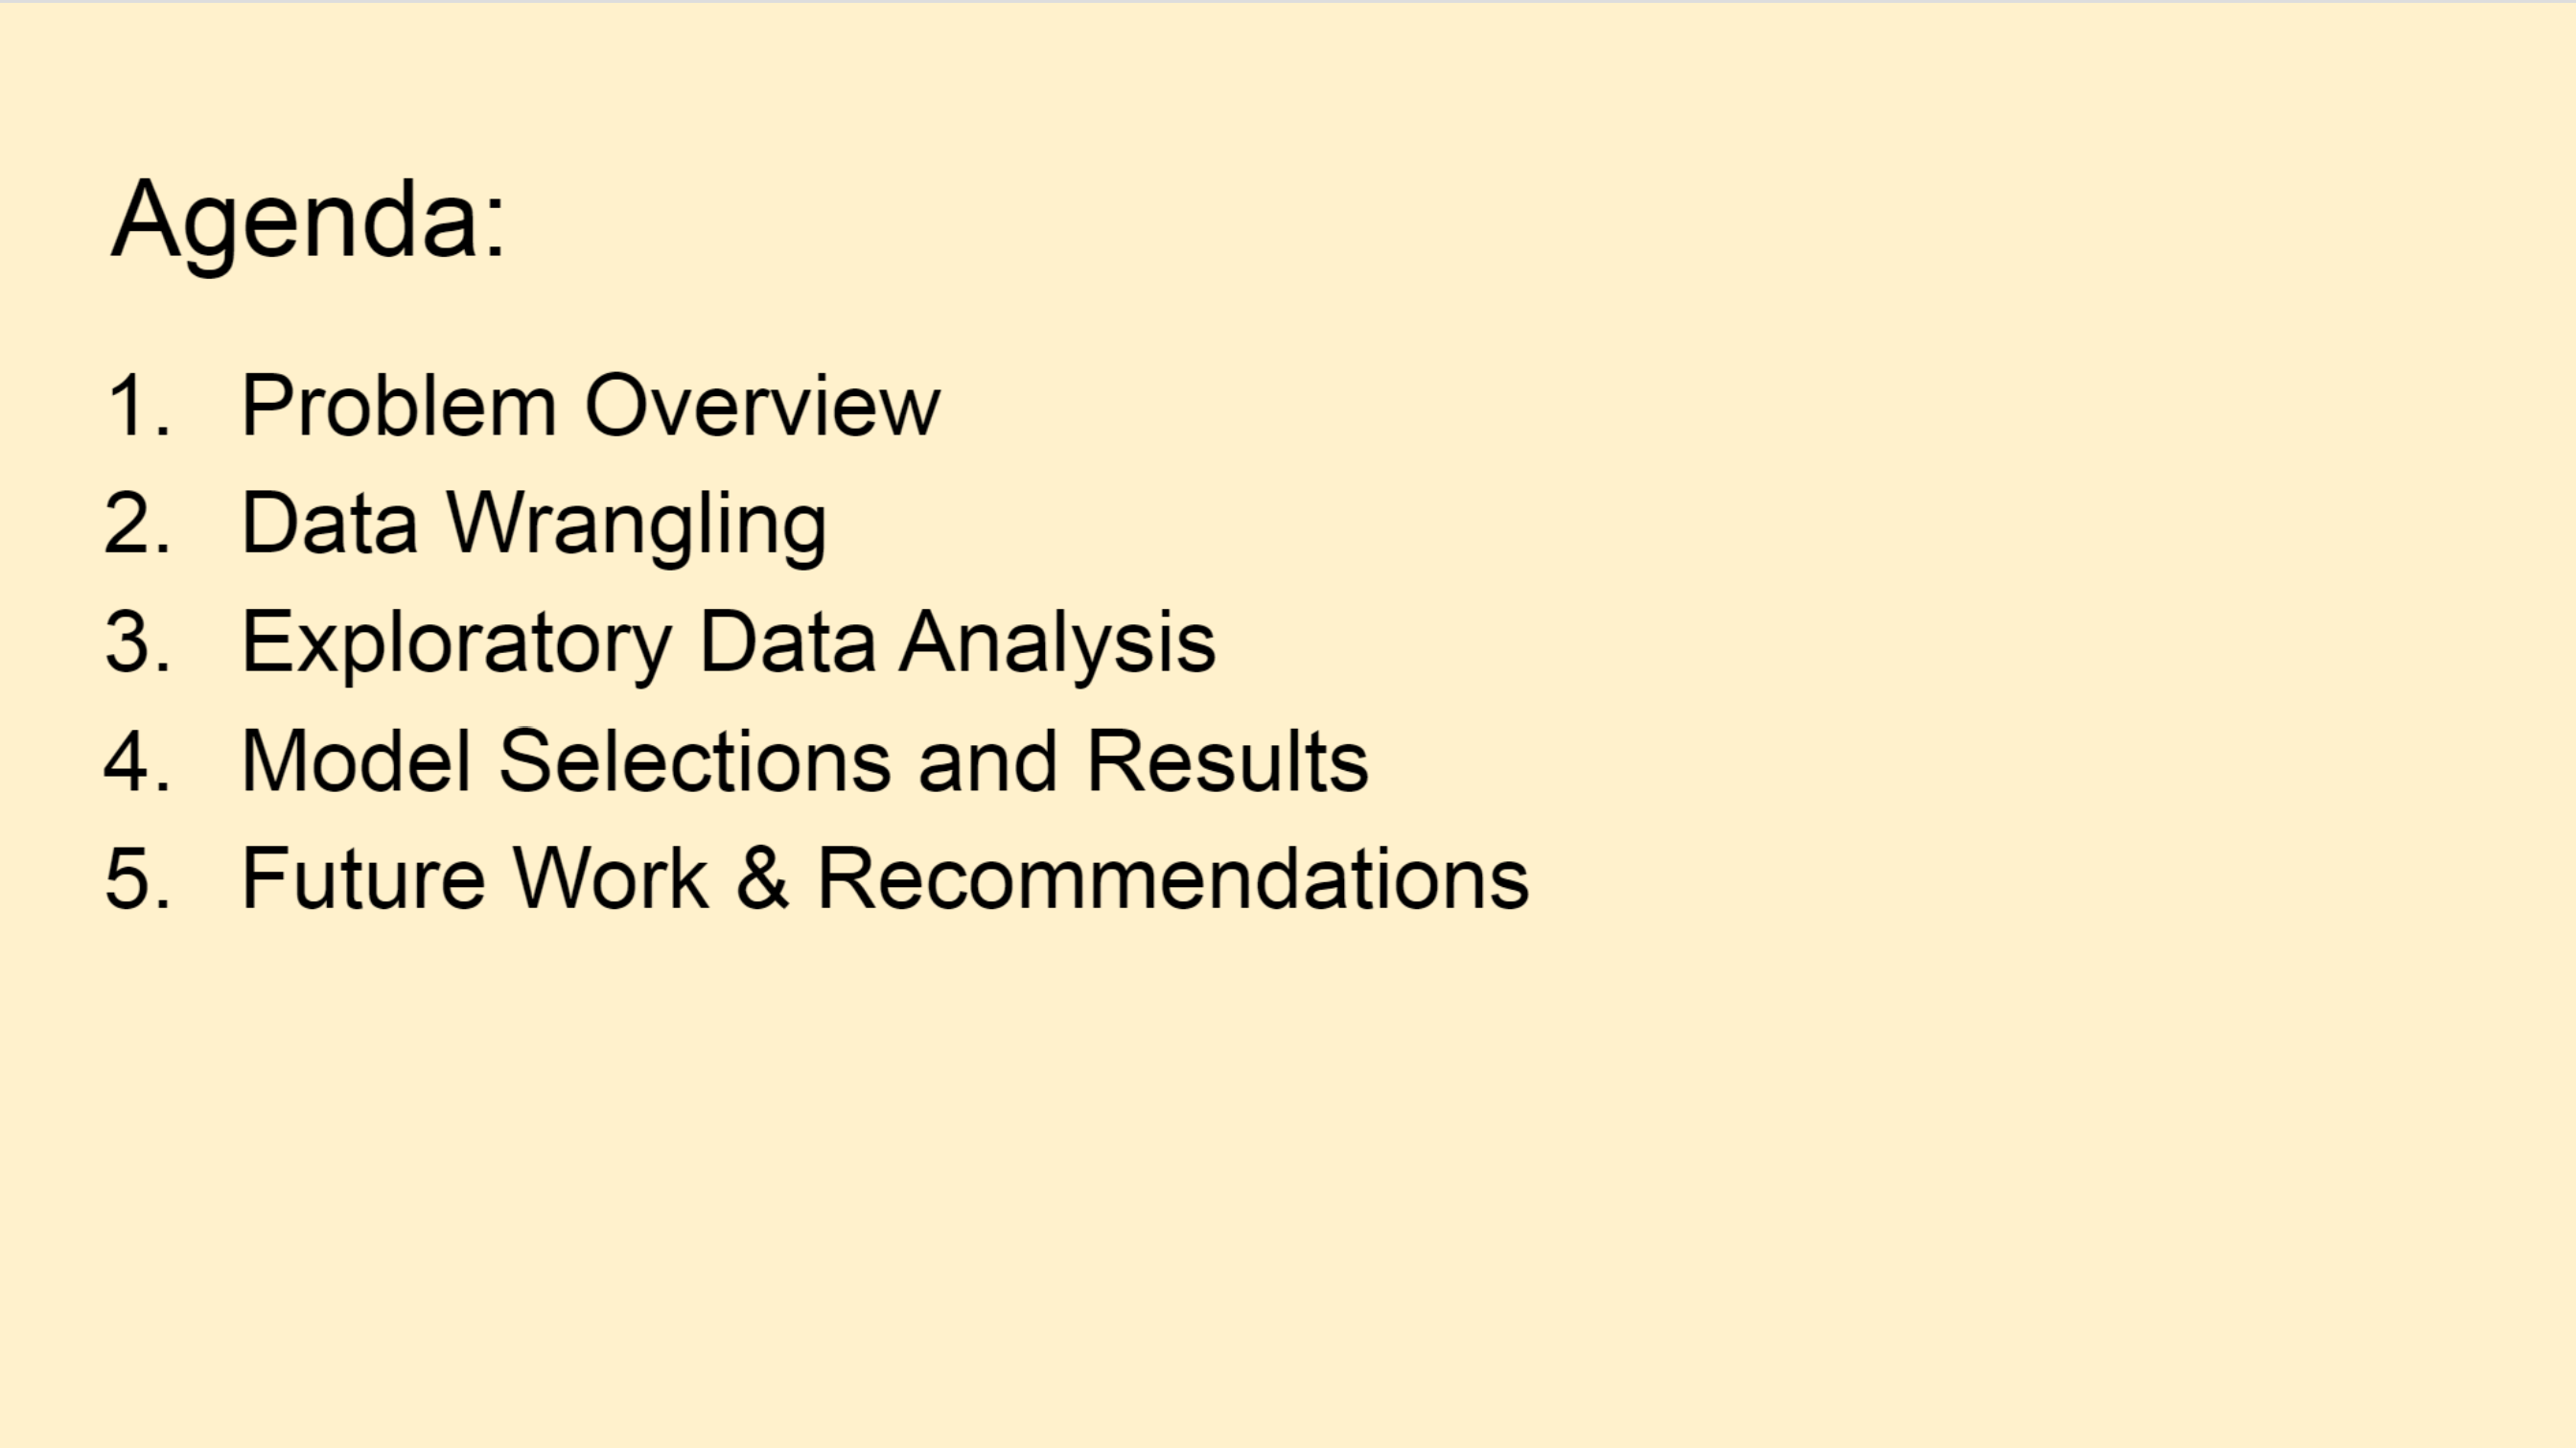 Agenda:
1. Problem Overview
2. Data Wrangling
3. Exploratory Data Analysis
4. Model Selections and Results
5. Future Work & Recommendations